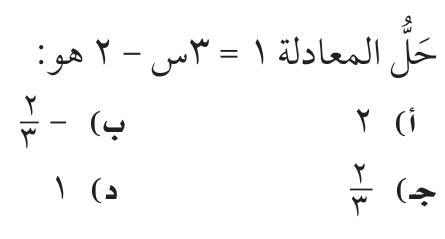 حَلُّ المعادلة ١ = ٣س − ٢ هو:
أ) ٢ ب) − ٢/٣
جـ) ٢/٣ د) ١